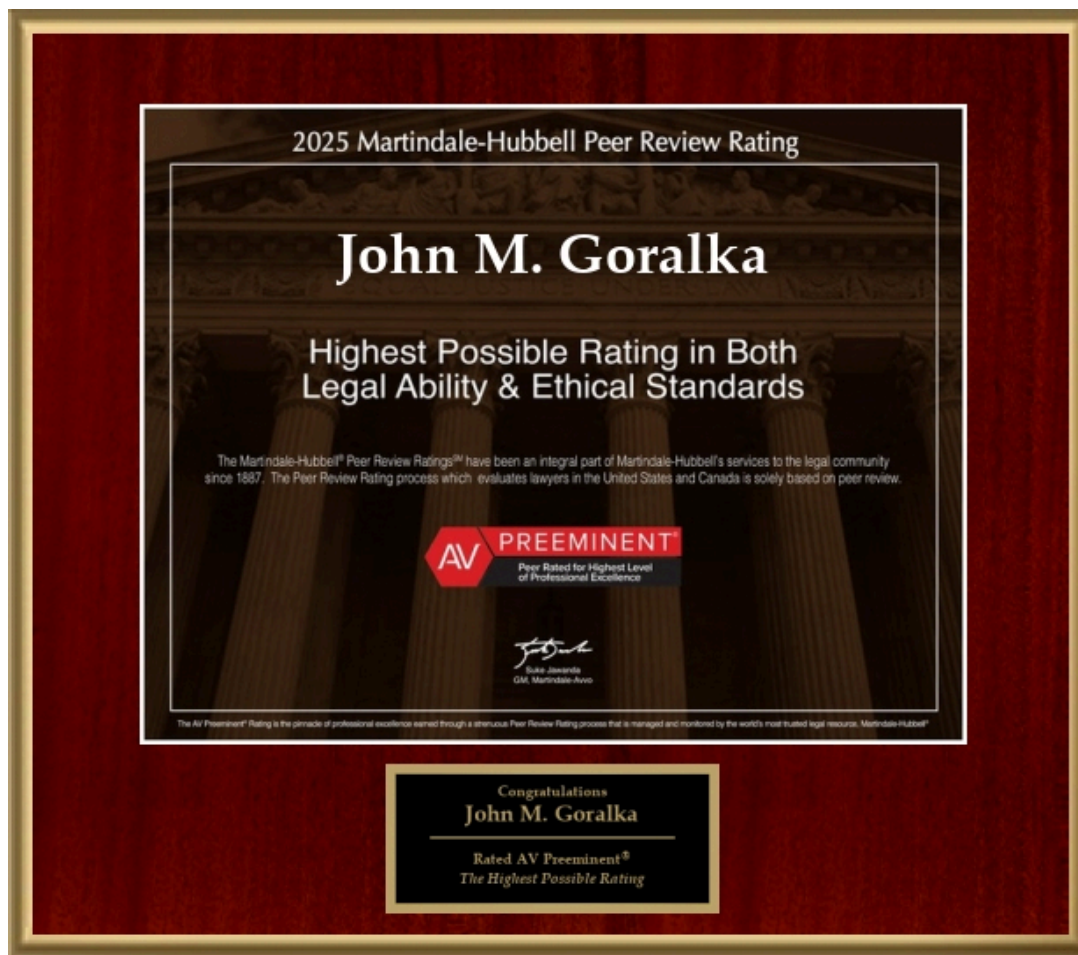 2025 Martindale-Hubbell Peer Review Rating
John M. Goralka
EQUAL JUSTICE UNDER LAW
Highest Possible Rating in Both
Legal Ability & Ethical Standards
The Martindale-Hubbell® Peer Review Ratings℠ have been an integral part of Martindale-Hubbell's services to the legal community
since 1887. The Peer Review Rating process which evaluates lawyers in the United States and Canada is solely based on peer review.
AV PREEMINENT®
Peer Rated for Highest Level
of Professional Excellence
Suke Jawanda
GM, Martindale-Avvo
The AV Preeminent® Rating is the pinnacle of professional excellence earned through a strenuous Peer Review Rating process that is managed and monitored by the world's most trusted legal resource, Martindale-Hubbell®
Congratulations
John M. Goralka
Rated AV Preeminent®
The Highest Possible Rating